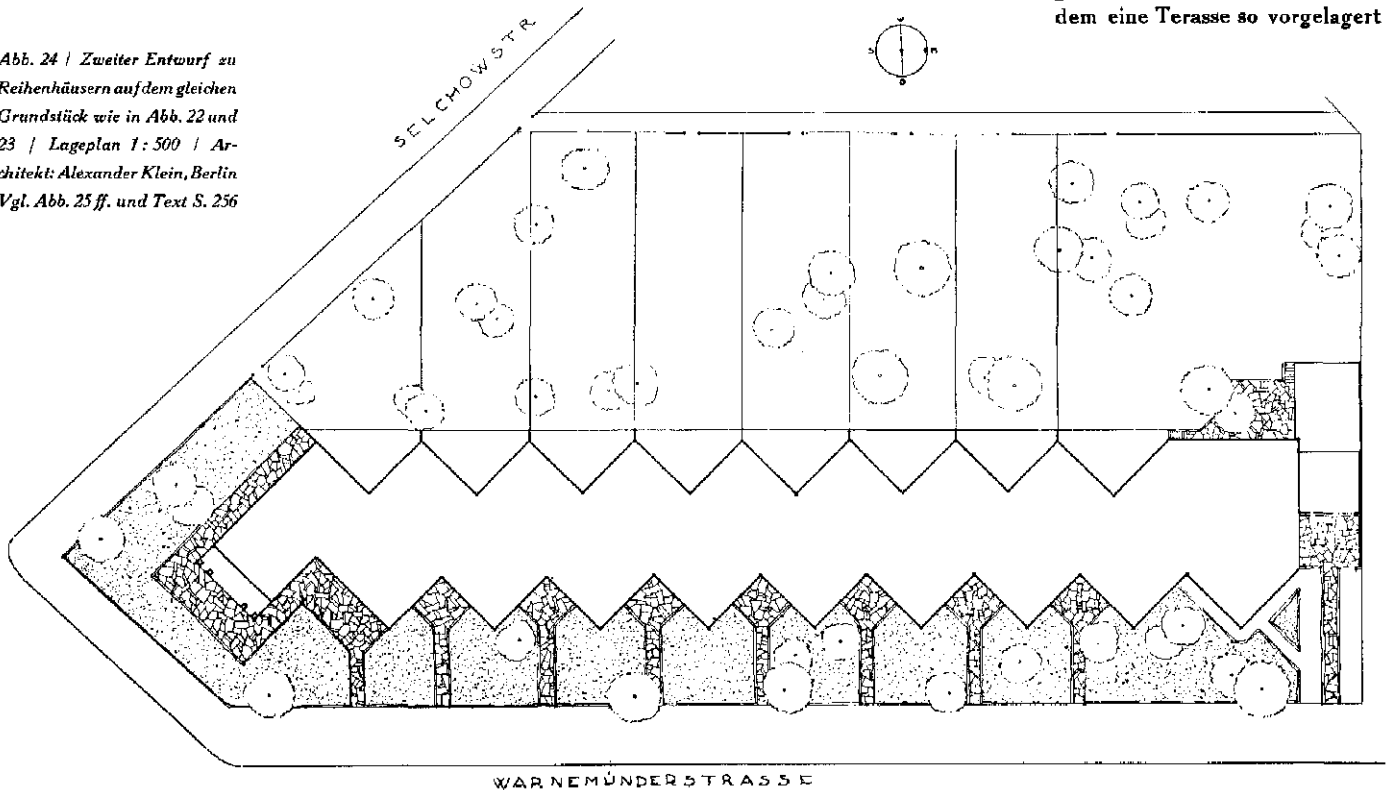 dem eine Terasse so vorgelagert
Abb. 24 / Zweiter Entwurf zu
Reihenhäusern auf dem gleichen
Grundstück wie in Abb. 22 und
23 / Lageplan 1 : 500 / Ar-
chitekt: Alexander Klein, Berlin
Vgl. Abb. 25 ff. und Text S. 256
SELCHOWSTR
W
S
N
O
WARNEMÜNDERSTRASSE